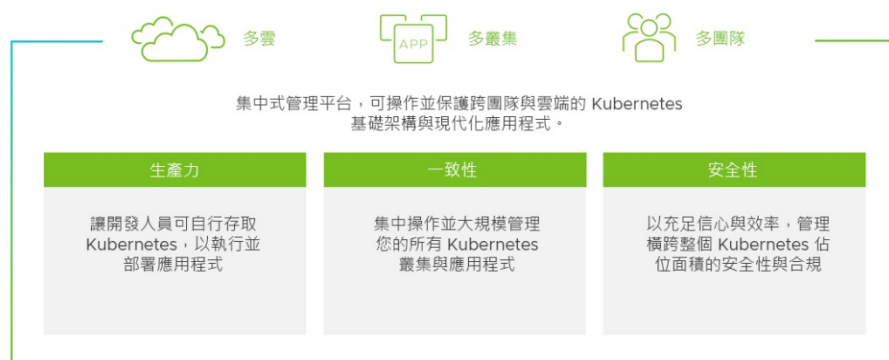 多雲
APP
多叢集
多團隊
集中式管理平台，可操作並保護跨團隊與雲端的 Kubernetes
基礎架構與現代化應用程式。
生產力
讓開發人員可自行存取
Kubernetes，以執行並
部署應用程式
一致性
集中操作並大規模管理
您的所有 Kubernetes
叢集與應用程式
安全性
以充足信心與效率，管理
橫跨整個 Kubernetes 佔
位面積的安全性與合規